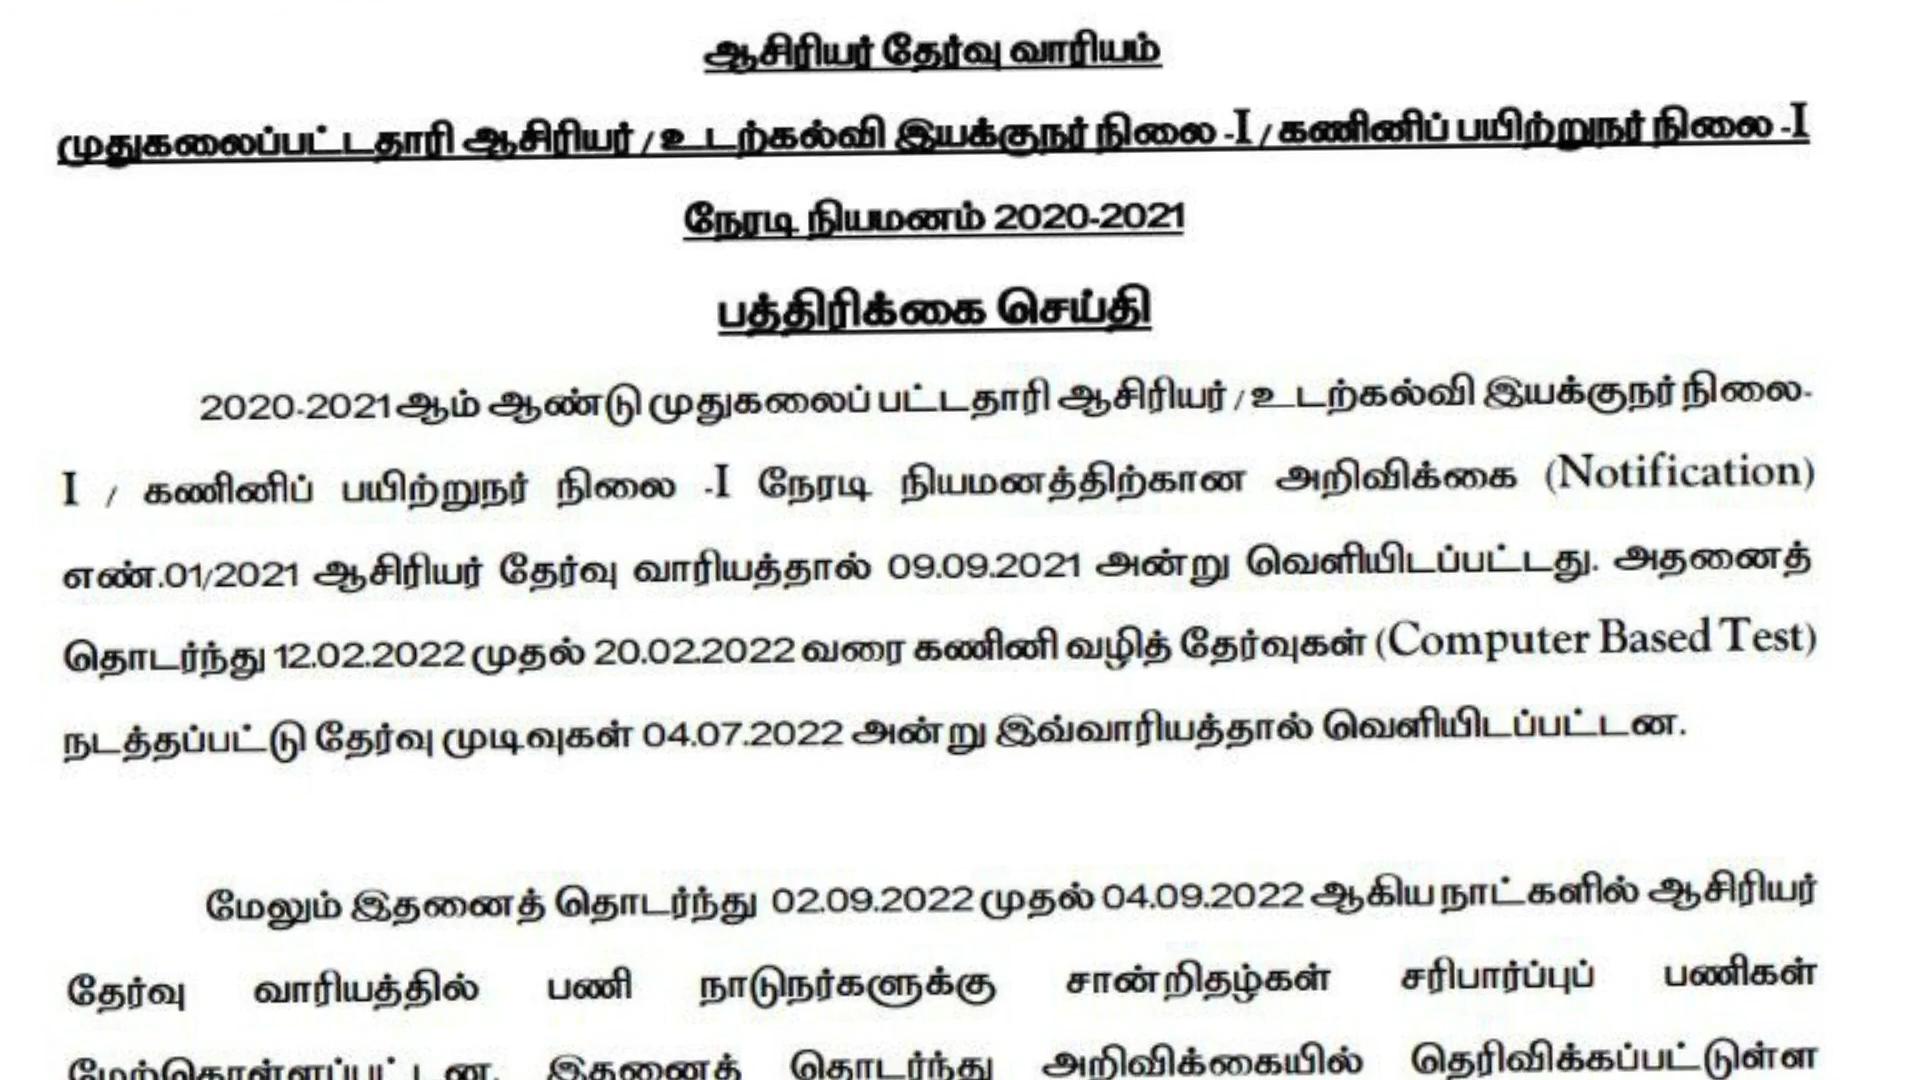 ஆசிரியர் தேர்வு வாரியம்
முதுகலைப்பட்டதாரி ஆசிரியர் / உடற்கல்வி இயக்குநர் நிலை -I / கணினிப் பயிற்றுநர் நிலை -I
நேரடி நியமனம் 2020-2021
பத்திரிக்கை செய்தி
2020-2021ஆம் ஆண்டு முதுகலைப் பட்டதாரி ஆசிரியர் / உடற்கல்வி இயக்குநர் நிலை-
I / கணினிப் பயிற்றுநர் நிலை -I நேரடி நியமனத்திற்கான அறிவிக்கை (Notification)
எண்.01/2021 ஆசிரியர் தேர்வு வாரியத்தால் 09.09.2021 அன்று வெளியிடப்பட்டது. அதனைத்
தொடர்ந்து 12.02.2022 முதல் 20.02.2022 வரை கணினி வழித் தேர்வுகள் (Computer Based Test)
நடத்தப்பட்டு தேர்வு முடிவுகள் 04.07.2022 அன்று இவ்வாரியத்தால் வெளியிடப்பட்டன.
மேலும் இதனைத் தொடர்ந்து 02.09.2022 முதல் 04.09.2022 ஆகிய நாட்களில் ஆசிரியர்
தேர்வு வாரியத்தில் பணி நாடுநர்களுக்கு சான்றிதழ்கள் சரிபார்ப்புப் பணிகள்
மேற்கொள்ளப்பட்டன. இதனைத் தொடர்ந்து அறிவிக்கையில் தெரிவிக்கப்பட்டுள்ள